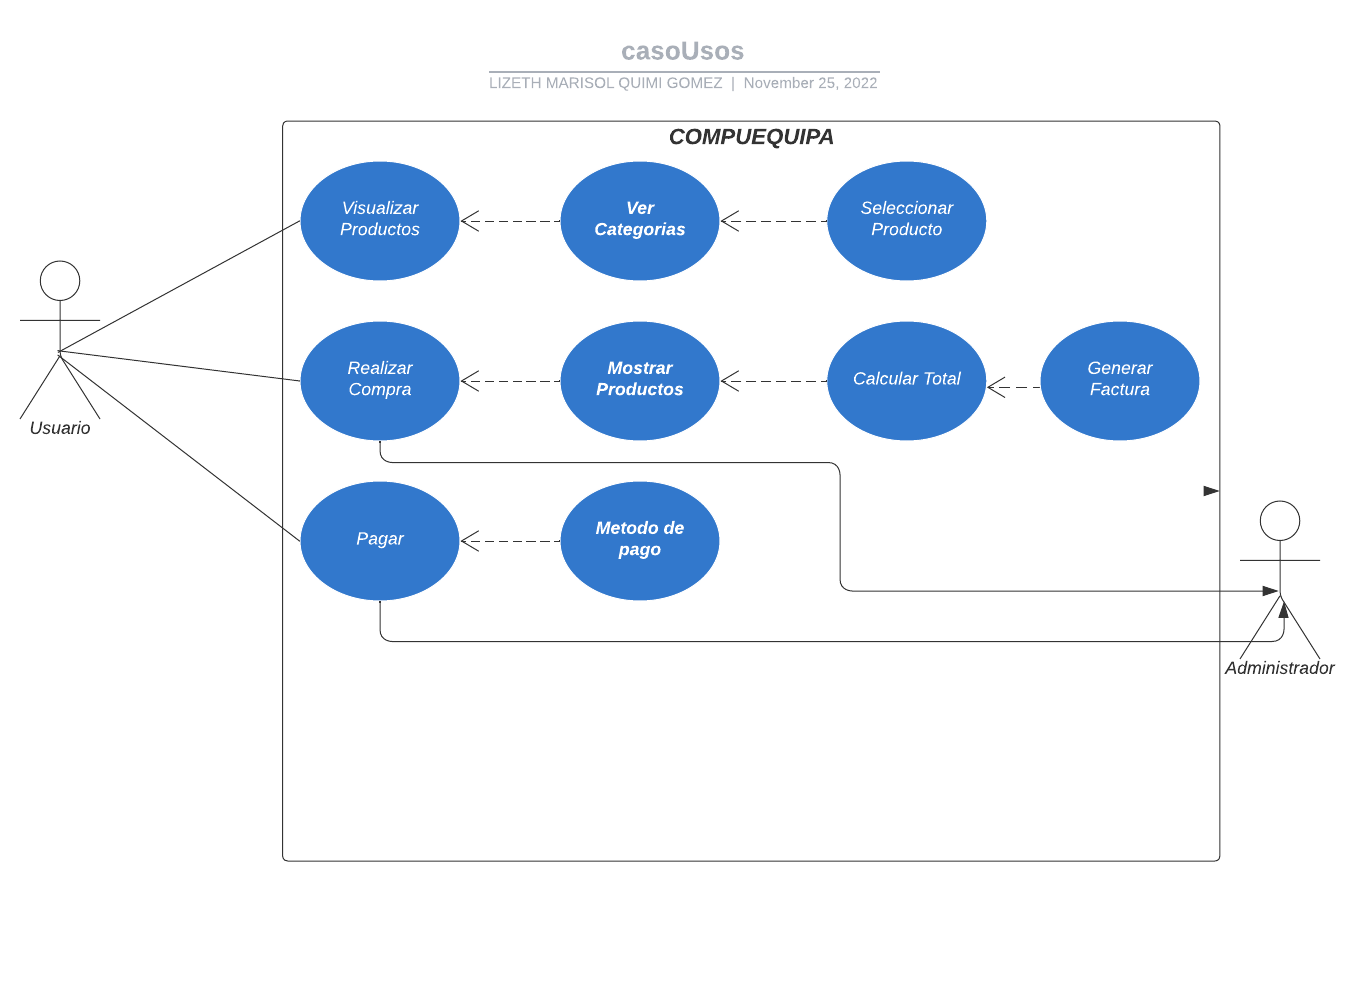 casoUsos
LIZETH MARISOL QUIMI GOMEZ | November 25, 2022
COMPUEQUIPA
Visualizar
Productos
Ver
Categorias
Seleccionar
Producto
Realizar
Compra
Mostrar
Productos
Calcular Total
Generar
Factura
Usuario
Pagar
Metodo de
pago
Administrador